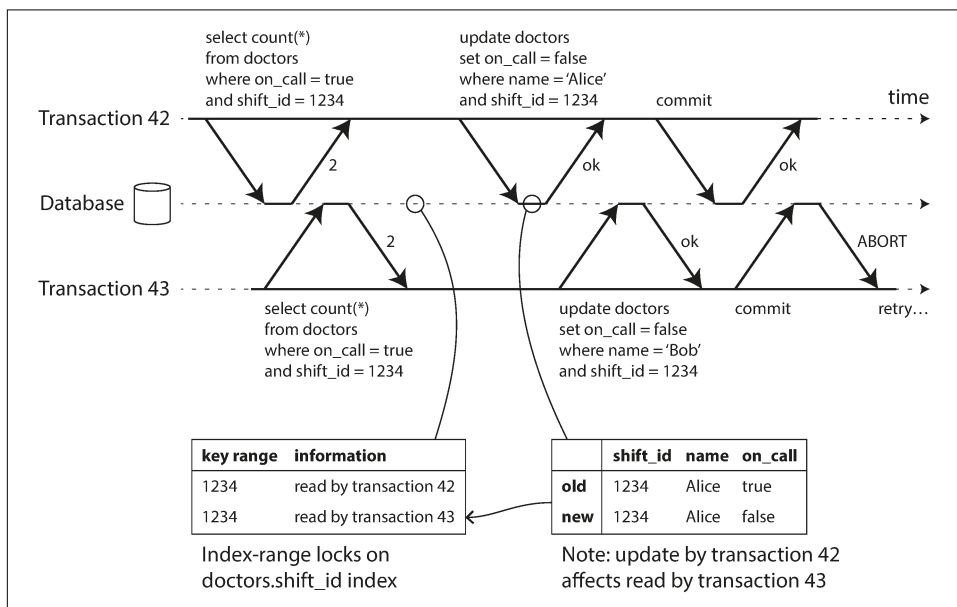 select count(*)
from doctors
where on_call = true
and shift_id = 1234
update doctors
set on_call = false
where name = ‘Alice’
and shift_id = 1234
commit
time
Transaction 42
2
ok
ok
Database
2
ok
ABORT
Transaction 43
select count(*)
from doctors
where on_call = true
and shift_id = 1234
update doctors
set on_call = false
where name = ‘Bob’
and shift_id = 1234
commit
retry…
key range information
1234 read by transaction 42
1234 read by transaction 43
Index-range locks on
doctors.shift_id index
shift_id name on_call
old 1234 Alice true
new 1234 Alice false
Note: update by transaction 42
affects read by transaction 43